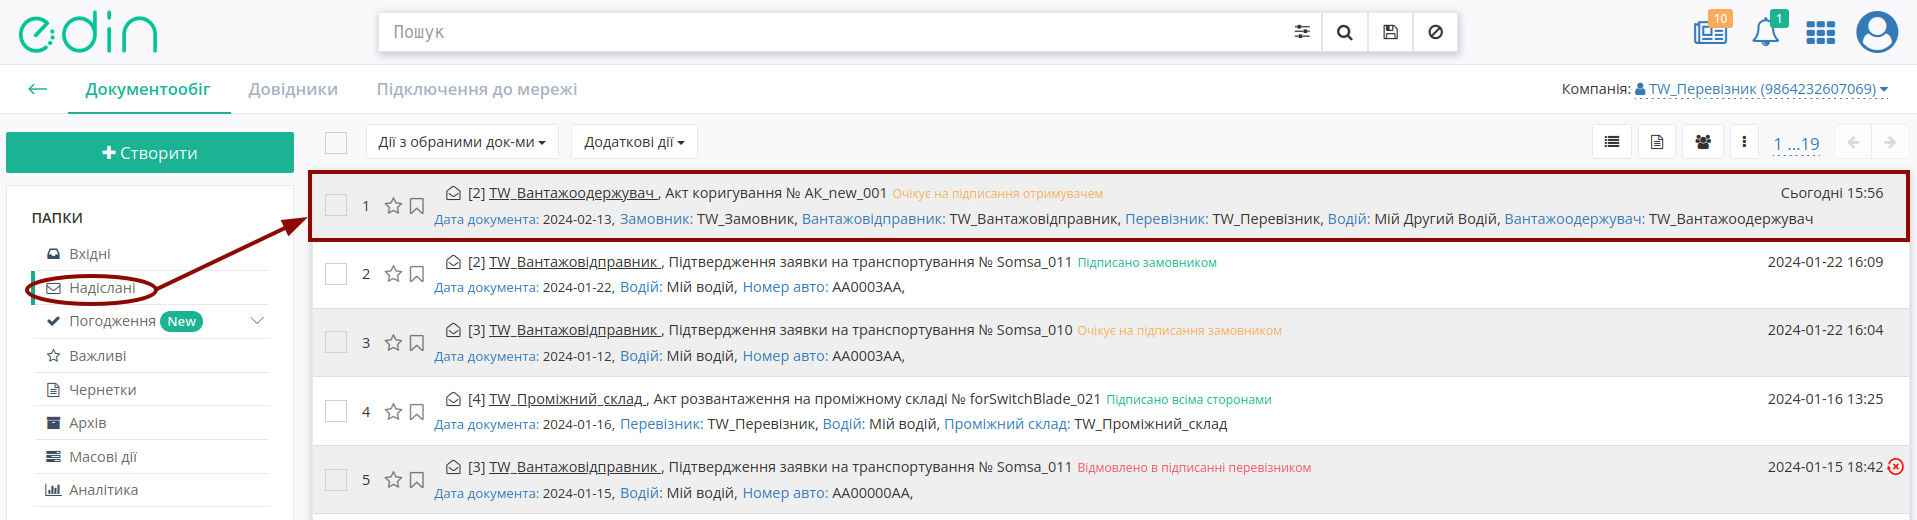 edin
Пошук
10
1
Документообіг
Довідники
Підключення до мережі
Компанія: TW_Перевізник (9864232607069)
Створити
Дії з обраними док-ми
Додаткові дії
1 ...19
ПАПКИ
Вхідні
Надіслані
Погодження New
Важливі
Чернетки
Архів
Масові дії
Аналітика
1 [2] TW_Вантажоодержувач , Акт коригування № АК_new_001 Очікує на підписання отримувачем Сьогодні 15:56
Дата документа: 2024-02-13, Замовник: TW_Замовник, Вантажовідправник: TW_Вантажовідправник, Перевізник: TW_Перевізник, Водій: Мій Другий Водій, Вантажоодержувач: TW_Вантажоодержувач
2 [2] TW_Вантажовідправник , Підтвердження заявки на транспортування № Somsa_011 Підписано замовником 2024-01-22 16:09
Дата документа: 2024-01-22, Водій: Мій водій, Номер авто: АА0003АА,
3 [3] TW_Вантажовідправник , Підтвердження заявки на транспортування № Somsa_010 Очікує на підписання замовником 2024-01-22 16:04
Дата документа: 2024-01-12, Водій: Мій водій, Номер авто: АА0003АА,
4 [4] TW_Проміжний_склад , Акт розвантаження на проміжному складі № forSwitchBlade_021 Підписано всіма сторонами 2024-01-16 13:25
Дата документа: 2024-01-16, Перевізник: TW_Перевізник, Водій: Мій водій, Проміжний склад: TW_Проміжний_склад
5 [3] TW_Вантажовідправник , Підтвердження заявки на транспортування № Somsa_011 Відмовлено в підписанні перевізником 2024-01-15 18:42
Дата документа: 2024-01-15, Водій: Мій водій, Номер авто: АА00000АА,